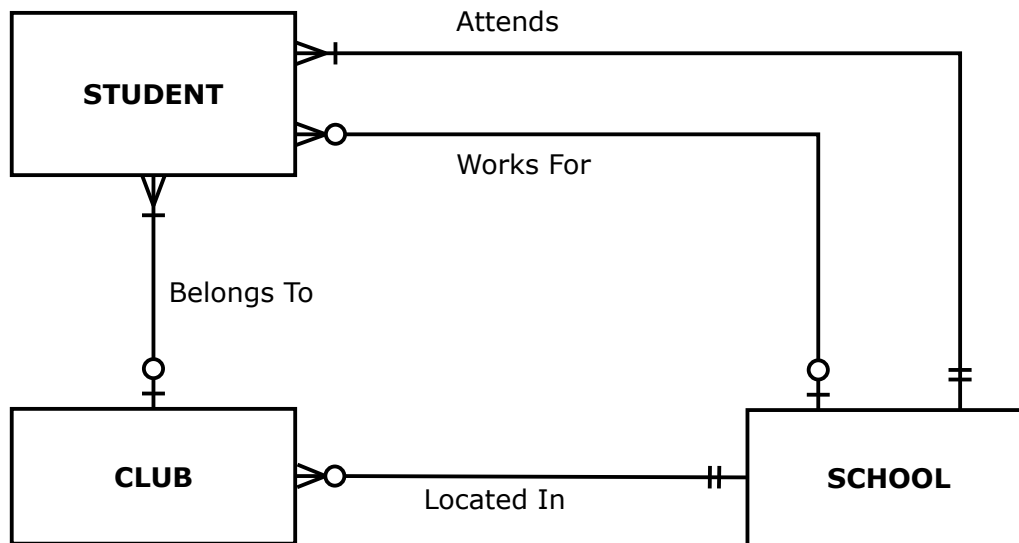 Attends
STUDENT
Works For
Belongs To
CLUB
SCHOOL
Located In